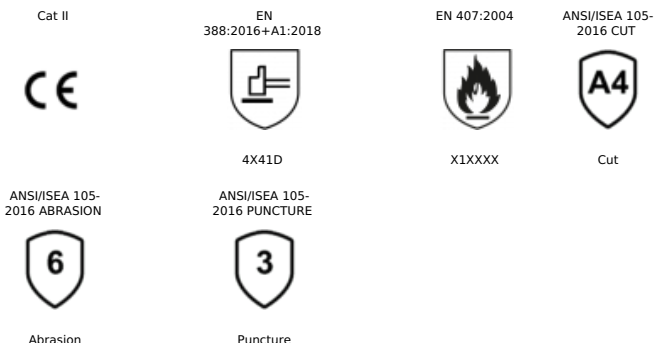 Cat II
EN
388:2016+A1:2018
EN 407:2004
ANSI/ISEA 105-
2016 CUT
CE
A4
4X41D
X1XXXX
Cut
ANSI/ISEA 105-
2016 ABRASION
ANSI/ISEA 105-
2016 PUNCTURE
6
3
Abrasion
Puncture